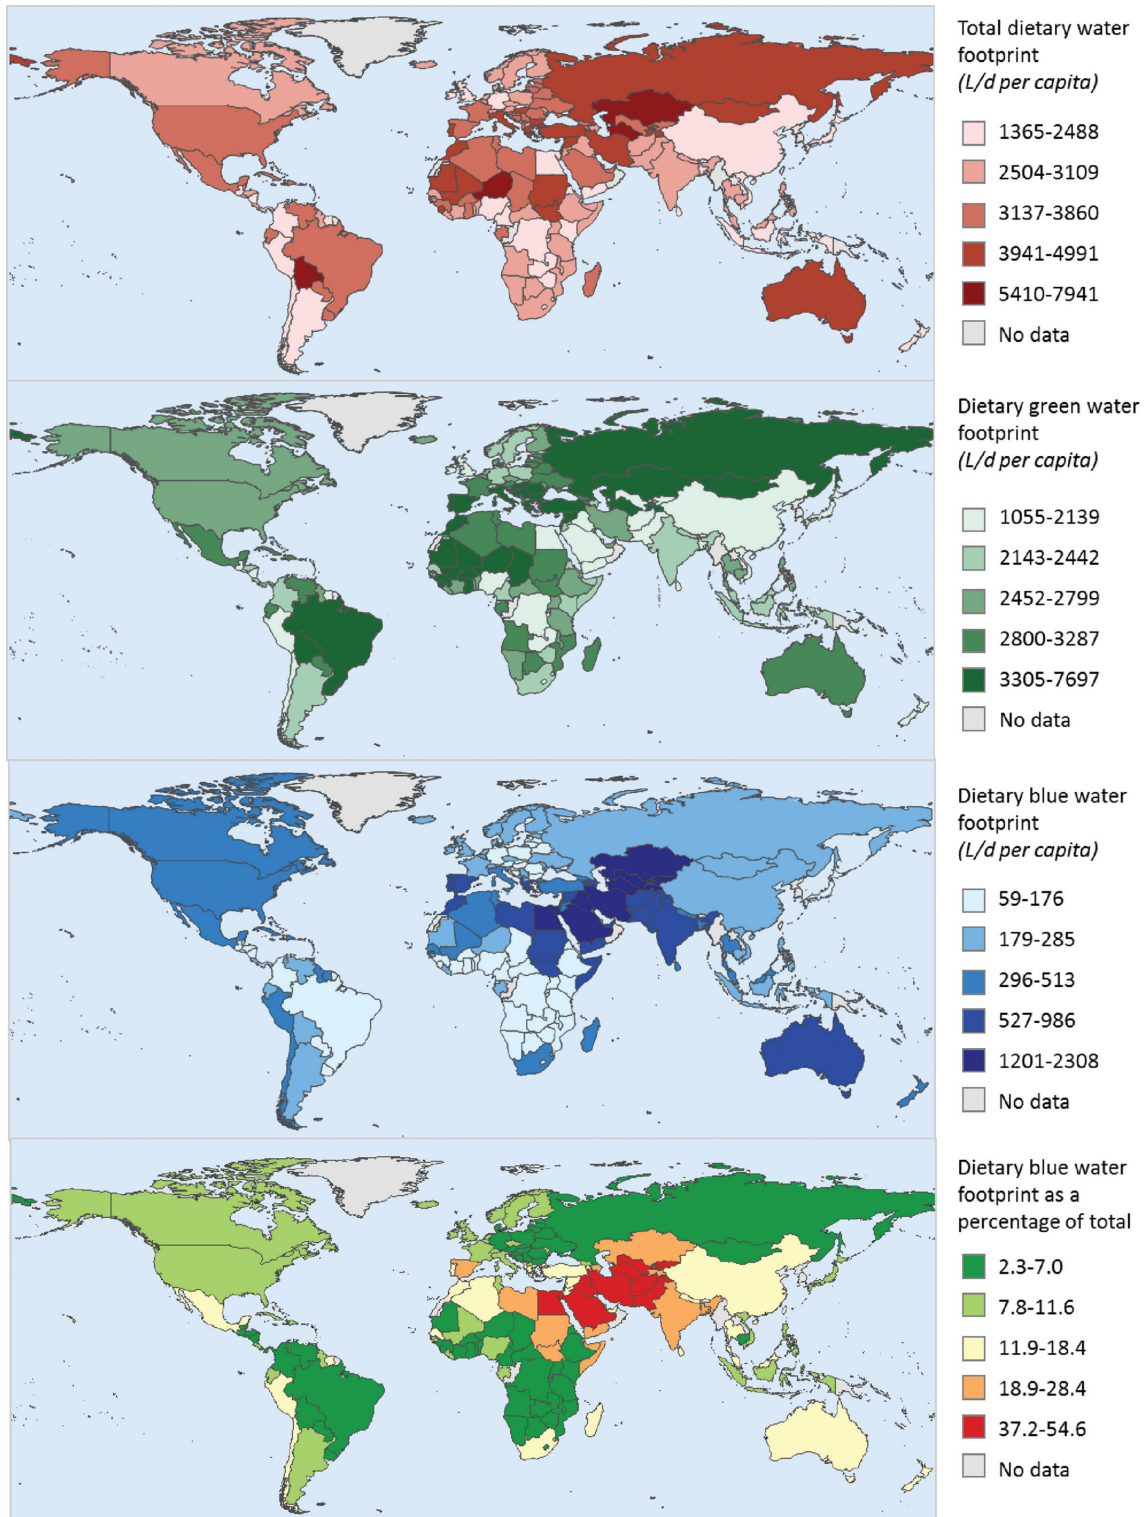 Total dietary water
footprint
(L/d per capita)
1365-2488
2504-3109
3137-3860
3941-4991
5410-7941
No data
Dietary green water
footprint
(L/d per capita)
1055-2139
2143-2442
2452-2799
2800-3287
3305-7697
No data
Dietary blue water
footprint
(L/d per capita)
59-176
179-285
296-513
527-986
1201-2308
No data
Dietary blue water
footprint as a
percentage of total
2.3-7.0
7.8-11.6
11.9-18.4
18.9-28.4
37.2-54.6
No data